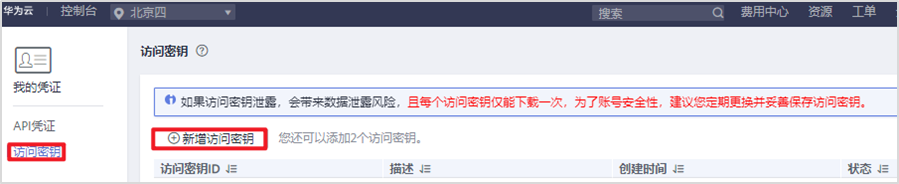 华为云 控制台 北京四 搜索 费用中心 资源 工单
访问密钥 ?
我的凭证
如果访问密钥泄露，会带来数据泄露风险，且每个访问密钥仅能下载一次，为了账号安全性，建议您定期更换并妥善保存访问密钥。
API凭证
新增访问密钥 您还可以添加2个访问密钥。
访问密钥
访问密钥ID 描述 创建时间 状态